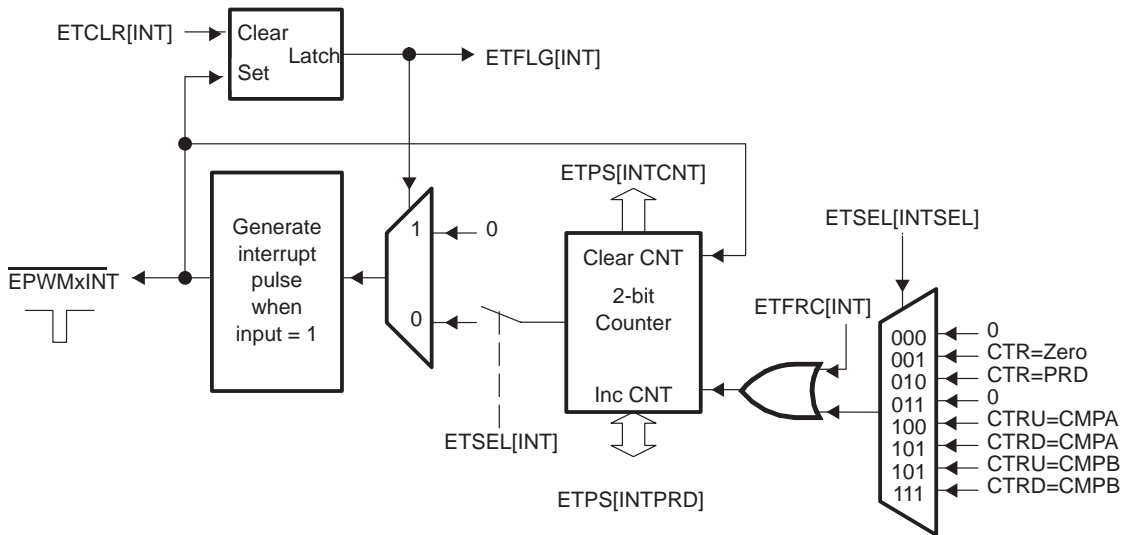 ETCLR[INT]
Clear
Latch
Set
ETFLG[INT]
ETPS[INTCNT]
ETSEL[INTSEL]
Generate
interrupt
pulse
when
input = 1
1
0
0
Clear CNT
2-bit
Counter
Inc CNT
EPWMxINT
ETFRC[INT]
ETSEL[INT]
ETPS[INTPRD]
000
001
010
011
100
101
101
111
0
CTR=Zero
CTR=PRD
0
CTRU=CMPA
CTRD=CMPA
CTRU=CMPB
CTRD=CMPB